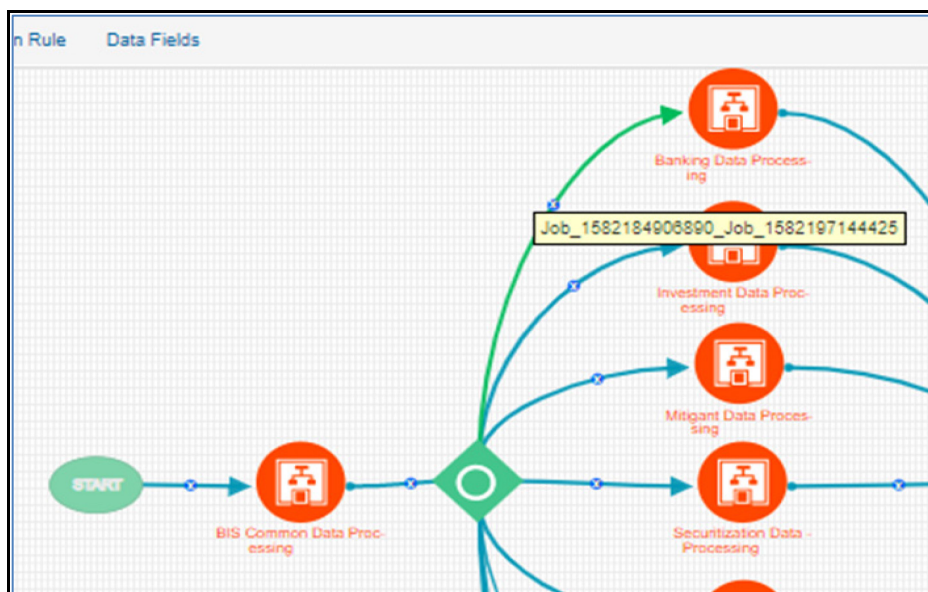 n Rule Data Fields
Banking Data Process-
ing
Job_1582184906890_Job_1582197144425
Investment Data Proc-
essing
Mitigant Data Proces-
sing
START
BIS Common Data Proc-
essing
Securitization Data -
Processing